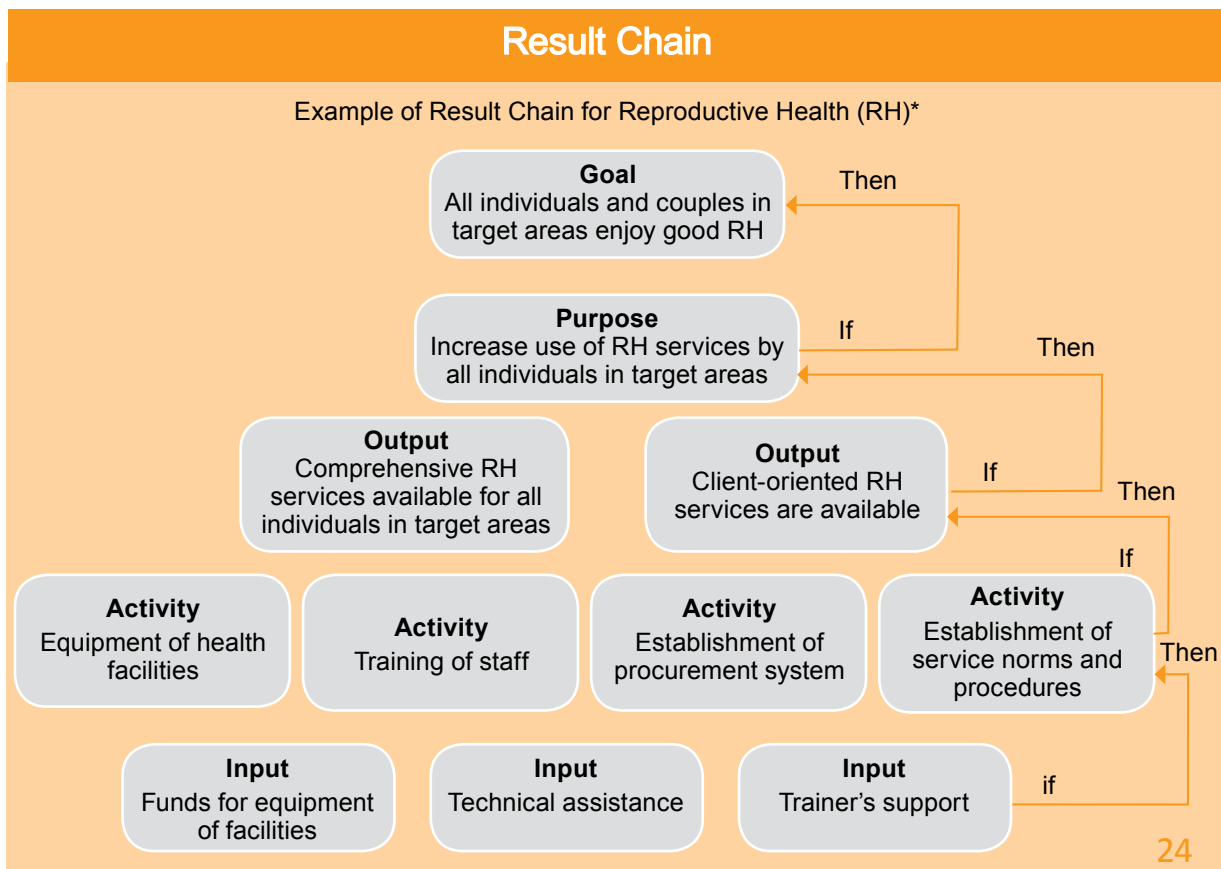 Result Chain
Example of Result Chain for Reproductive Health (RH)*
Goal
All individuals and couples in
target areas enjoy good RH
Then
Purpose
Increase use of RH services by
all individuals in target areas
If
Then
Output
Comprehensive RH
services available for all
individuals in target areas
Output
Client-oriented RH
services are available
If
Then
If
Activity
Equipment of health
facilities
Activity
Training of staff
Activity
Establishment of
procurement system
Activity
Establishment of
service norms and
procedures
Then
Input
Funds for equipment
of facilities
Input
Technical assistance
Input
Trainer’s support
if
24